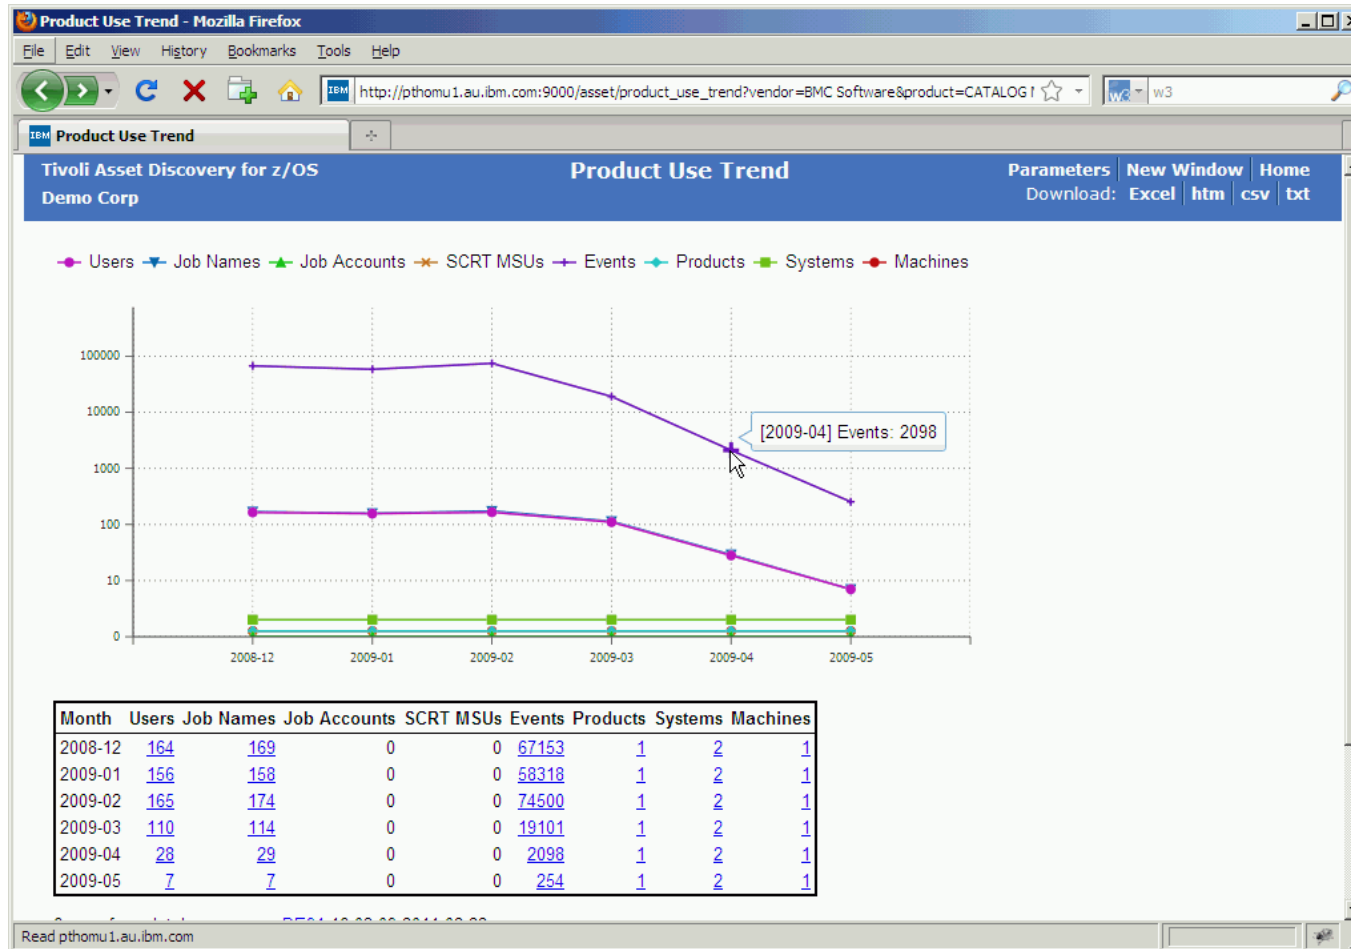 Product Use Trend - Mozilla Firefox
File Edit View History Bookmarks Tools Help
IBM http://pthomu1.au.ibm.com:9000/asset/product_use_trend?vendor=BMC Software&product=CATALOG w3 w3
IBM Product Use Trend
Tivoli Asset Discovery for z/OS Product Use Trend Parameters New Window Home
Demo Corp Download: Excel htm csv txt
Users Job Names Job Accounts SCRT MSUs Events Products Systems Machines
100000
10000
[2009-04] Events: 2098
1000
100
10
0
2008-12 2009-01 2009-02 2009-03 2009-04 2009-05
Month Users Job Names Job Accounts SCRT MSUs Events Products Systems Machines
2008-12 164 169 0 0 67153 1 2 1
2009-01 156 158 0 0 58318 1 2 1
2009-02 165 174 0 0 74500 1 2 1
2009-03 110 114 0 0 19101 1 2 1
2009-04 28 29 0 0 2098 1 2 1
2009-05 7 7 0 0 254 1 2 1
Read pthomu1.au.ibm.com